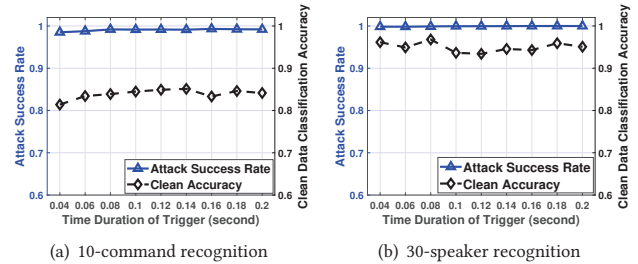 Attack Success Rate
1
0.9
0.8
0.7
0.6
0.04 0.06 0.08 0.1 0.12 0.14 0.16 0.18 0.2
Time Duration of Trigger (second)
1
0.9
0.8
0.7
0.6
Clean Data Classification Accuracy
Attack Success Rate
Clean Accuracy
(a) 10-command recognition
Attack Success Rate
1
0.9
0.8
0.7
0.6
0.04 0.06 0.08 0.1 0.12 0.14 0.16 0.18 0.2
Time Duration of Trigger (second)
1
0.9
0.8
0.7
0.6
Clean Data Classification Accuracy
Attack Success Rate
Clean Accuracy
(b) 30-speaker recognition